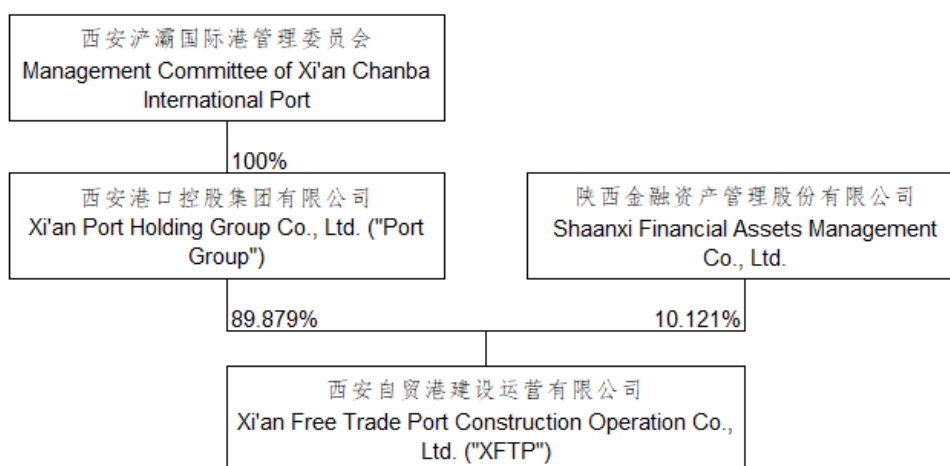 西安浐灞国际港管理委员会
Management Committee of Xi'an Chanba
International Port
100%
西安港口控股集团有限公司
Xi'an Port Holding Group Co., Ltd. ("Port
Group")
陕西金融资产管理股份有限公司
Shaanxi Financial Assets Management
Co., Ltd.
89.879%
10.121%
西安自贸港建设运营有限公司
Xi'an Free Trade Port Construction Operation Co.,
Ltd. ("XFTP")